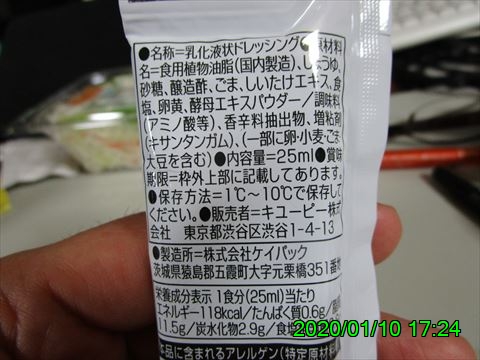 ●名称=乳化液状ドレッシング●原材料
名=食用植物油脂(国内製造)、しょうゆ、
砂糖、醸造酢、ごま、しいたけエキス、食
塩、卵黄、酵母エキスパウダー/調味料
(アミノ酸等)、香辛料抽出物、増粘剤
(キサンタンガム)、(一部に卵・小麦・ごま・
大豆を含む)●内容量=25ml●賞味
期限=枠外上部に記載してあります。
●保存方法=1℃~10℃で保存して
ください。●販売者=キユーピー株式
会社 東京都渋谷区渋谷1-4-13
●製造所=株式会社ケイパック
茨城県猿島郡五霞町大字元栗橋351番地
栄養成分表示 1食分(25ml)当たり
エネルギー118kcal/たんぱく質0.6g/
11.5g/炭水化物2.9g/食塩
本品に含まれるアレルゲン(特定原材料
2020/01/10 17:24